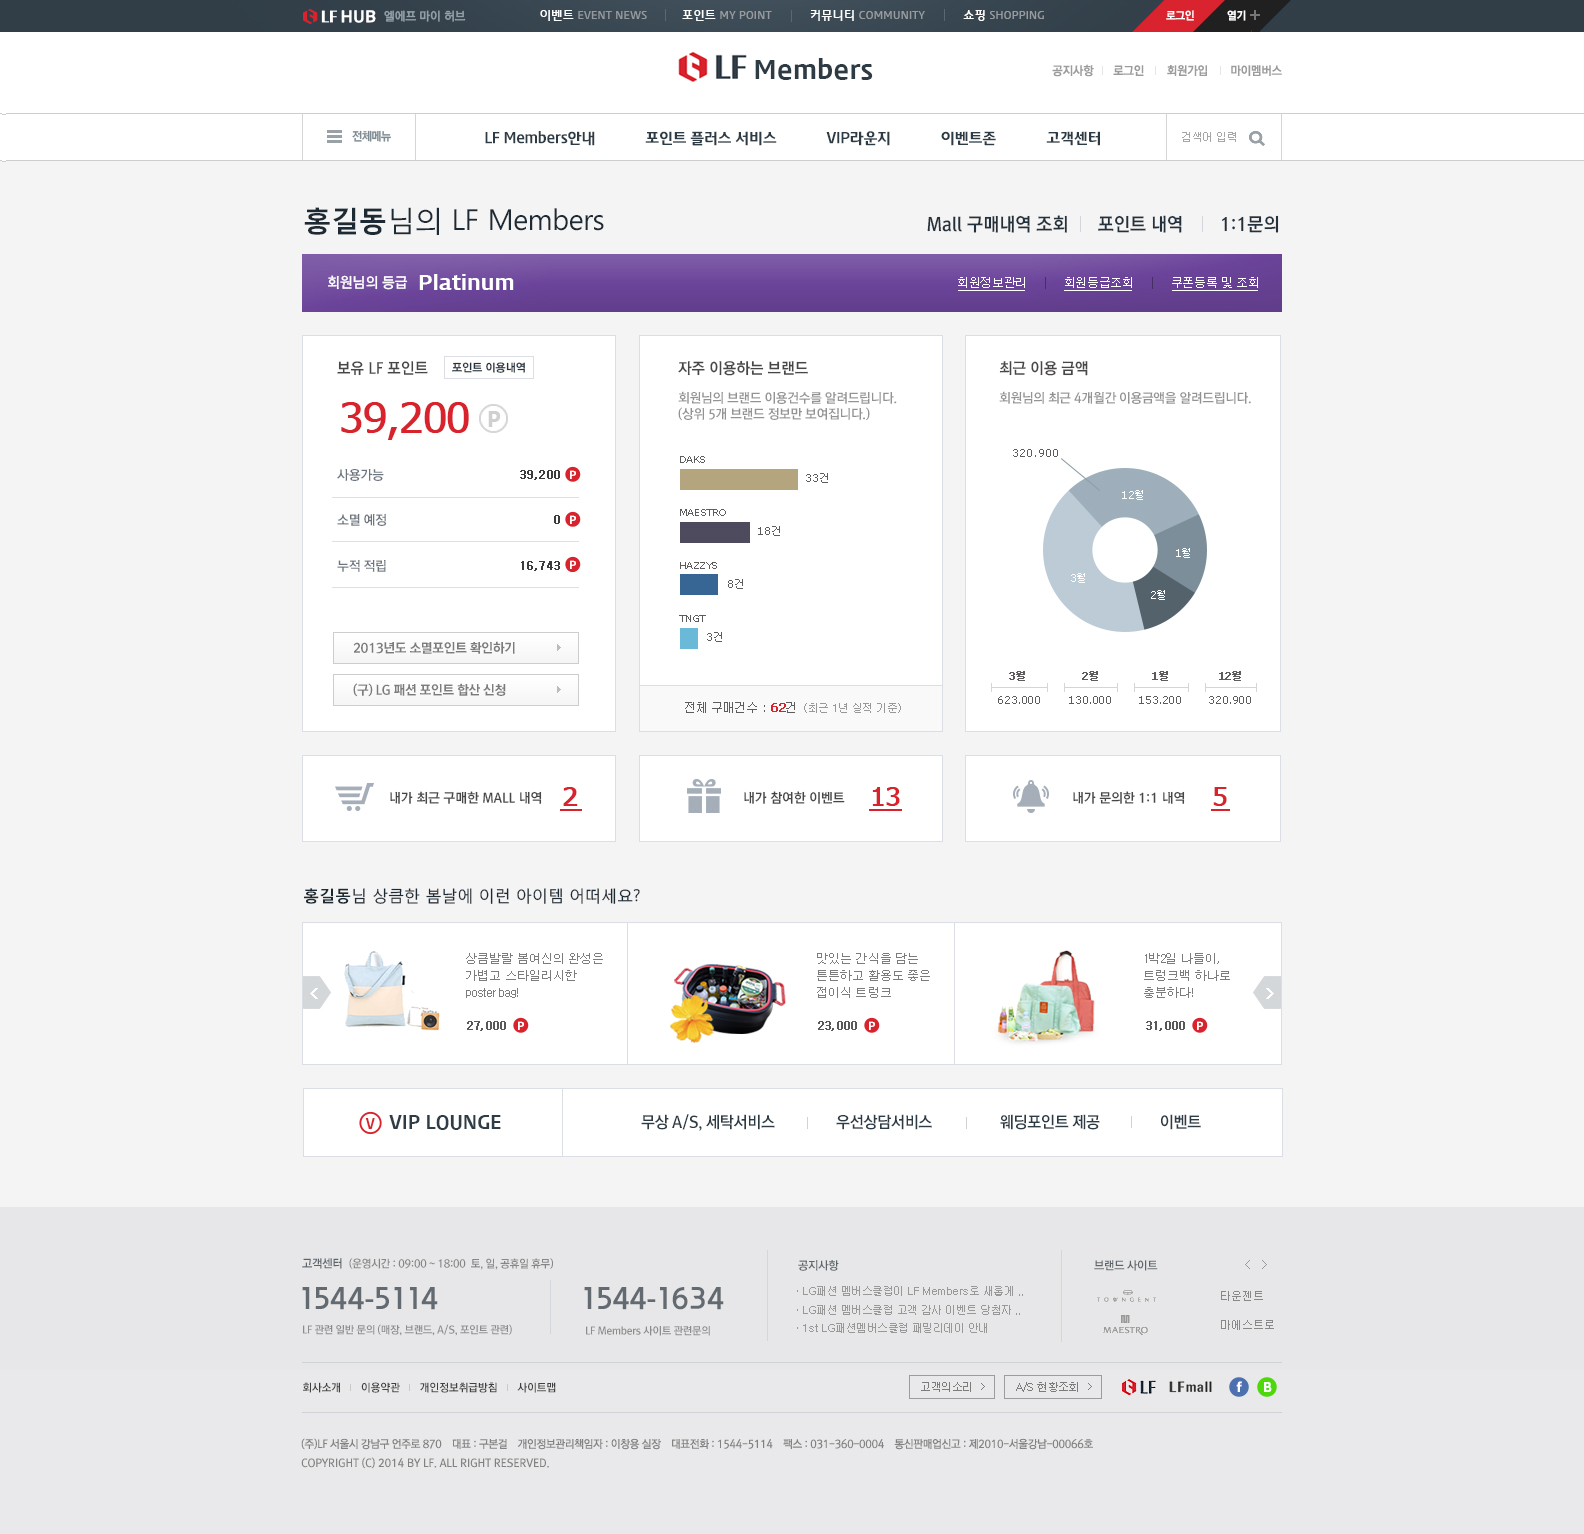 LF HUB 엘에프 마이 허브
이벤트 EVENT NEWS
포인트 MY POINT
커뮤니티 COMMUNITY
쇼핑 SHOPPING
로그인
열기
LF Members
공지사항
로그인
회원가입
마이멤버스
전체메뉴
LF Members안내
포인트 플러스 서비스
VIP라운지
이벤트존
고객센터
검색어 입력
홍길동님의 LF Members
Mall 구매내역 조회
포인트 내역
1:1문의
회원님의 등급 Platinum
회원정보관리
회원등급조회
쿠폰등록 및 조회
보유 LF 포인트
포인트 이용내역
39,200 P
사용가능 39,200 P
소멸 예정 0 P
누적 적립 16,743 P
2013년도 소멸포인트 확인하기
(구) LG 패션 포인트 합산 신청
자주 이용하는 브랜드
회원님의 브랜드 이용건수를 알려드립니다.
(상위 5개 브랜드 정보만 보여집니다.)
DAKS
33건
MAESTRO
18건
HAZZYS
8건
TNGT
3건
전체 구매건수 : 62건 (최근 1년 실적 기준)
최근 이용 금액
회원님의 최근 4개월간 이용금액을 알려드립니다.
320.900
12월
1월
3월
2월
3월 2월 1월 12월
623.000 130.000 153.200 320.900
내가 최근 구매한 MALL 내역 2
내가 참여한 이벤트 13
내가 문의한 1:1 내역 5
홍길동님 상큼한 봄날에 이런 아이템 어떠세요?
상큼발랄 봄여신의 완성은
가볍고 스타일리시한
poster bag!
27,000 P
맛있는 간식을 담는
튼튼하고 활용도 좋은
접이식 트렁크
23,000 P
1박2일 나들이,
트렁크백 하나로
충분하다!
31,000 P
V VIP LOUNGE
무상 A/S, 세탁서비스
우선상담서비스
웨딩포인트 제공
이벤트
고객센터 (운영시간 : 09:00 ~ 18:00 토, 일, 공휴일 휴무)
1544-5114
LF 관련 일반 문의 (매장, 브랜드, A/S, 포인트 관련)
1544-1634
LF Members 사이트 관련문의
공지사항
· LG패션 멤버스클럽이 LF Members로 새롭게 ..
· LG패션 멤버스클럽 고객 감사 이벤트 당첨자 ..
· 1st LG패션멤버스클럽 패밀리데이 안내
브랜드 사이트
TOWNGENT
타운젠트
MAESTRO
마에스트로
회사소개
이용약관
개인정보취급방침
사이트맵
고객의소리
A/S 현황조회
LF
LFmall
f
B
(주)LF 서울시 강남구 언주로 870 대표 : 구본걸 개인정보관리책임자 : 이창용 실장 대표전화 : 1544-5114 팩스 : 031-360-0004 통신판매업신고 : 제2010-서울강남-00066호
COPYRIGHT (C) 2014 BY LF. ALL RIGHT RESERVED.